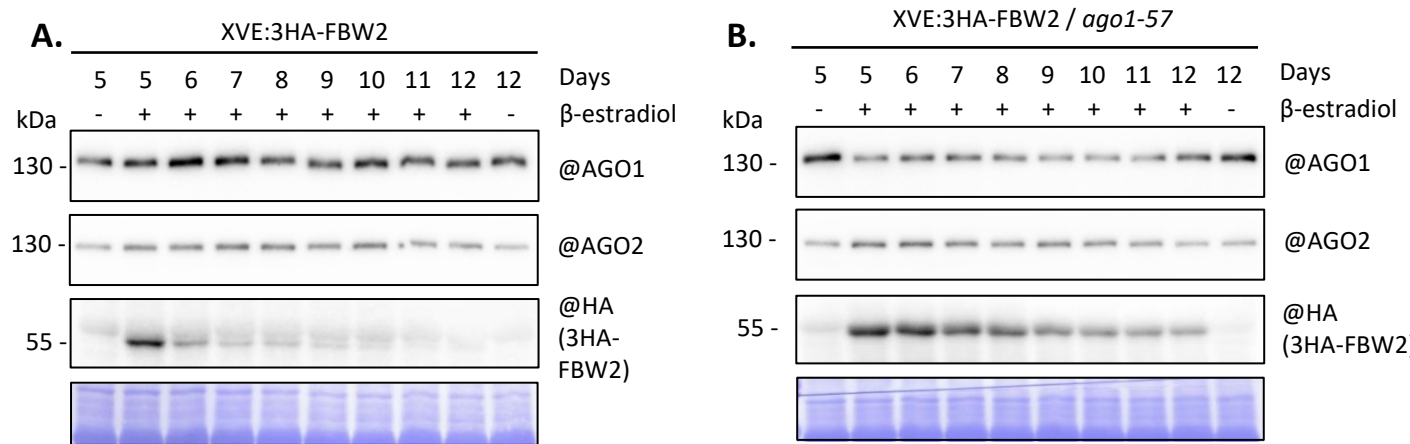 A.
XVE:3HA-FBW2
5 5 6 7 8 9 10 11 12 12 Days
- + + + + + + + + - β-estradiol
kDa
130 - @AGO1
130 - @AGO2
55 - @HA
(3HA-
FBW2)
B.
XVE:3HA-FBW2 / ago1-57
5 5 6 7 8 9 10 11 12 12 Days
- + + + + + + + + - β-estradiol
kDa
130 - @AGO1
130 - @AGO2
55 - @HA
(3HA-FBW2)